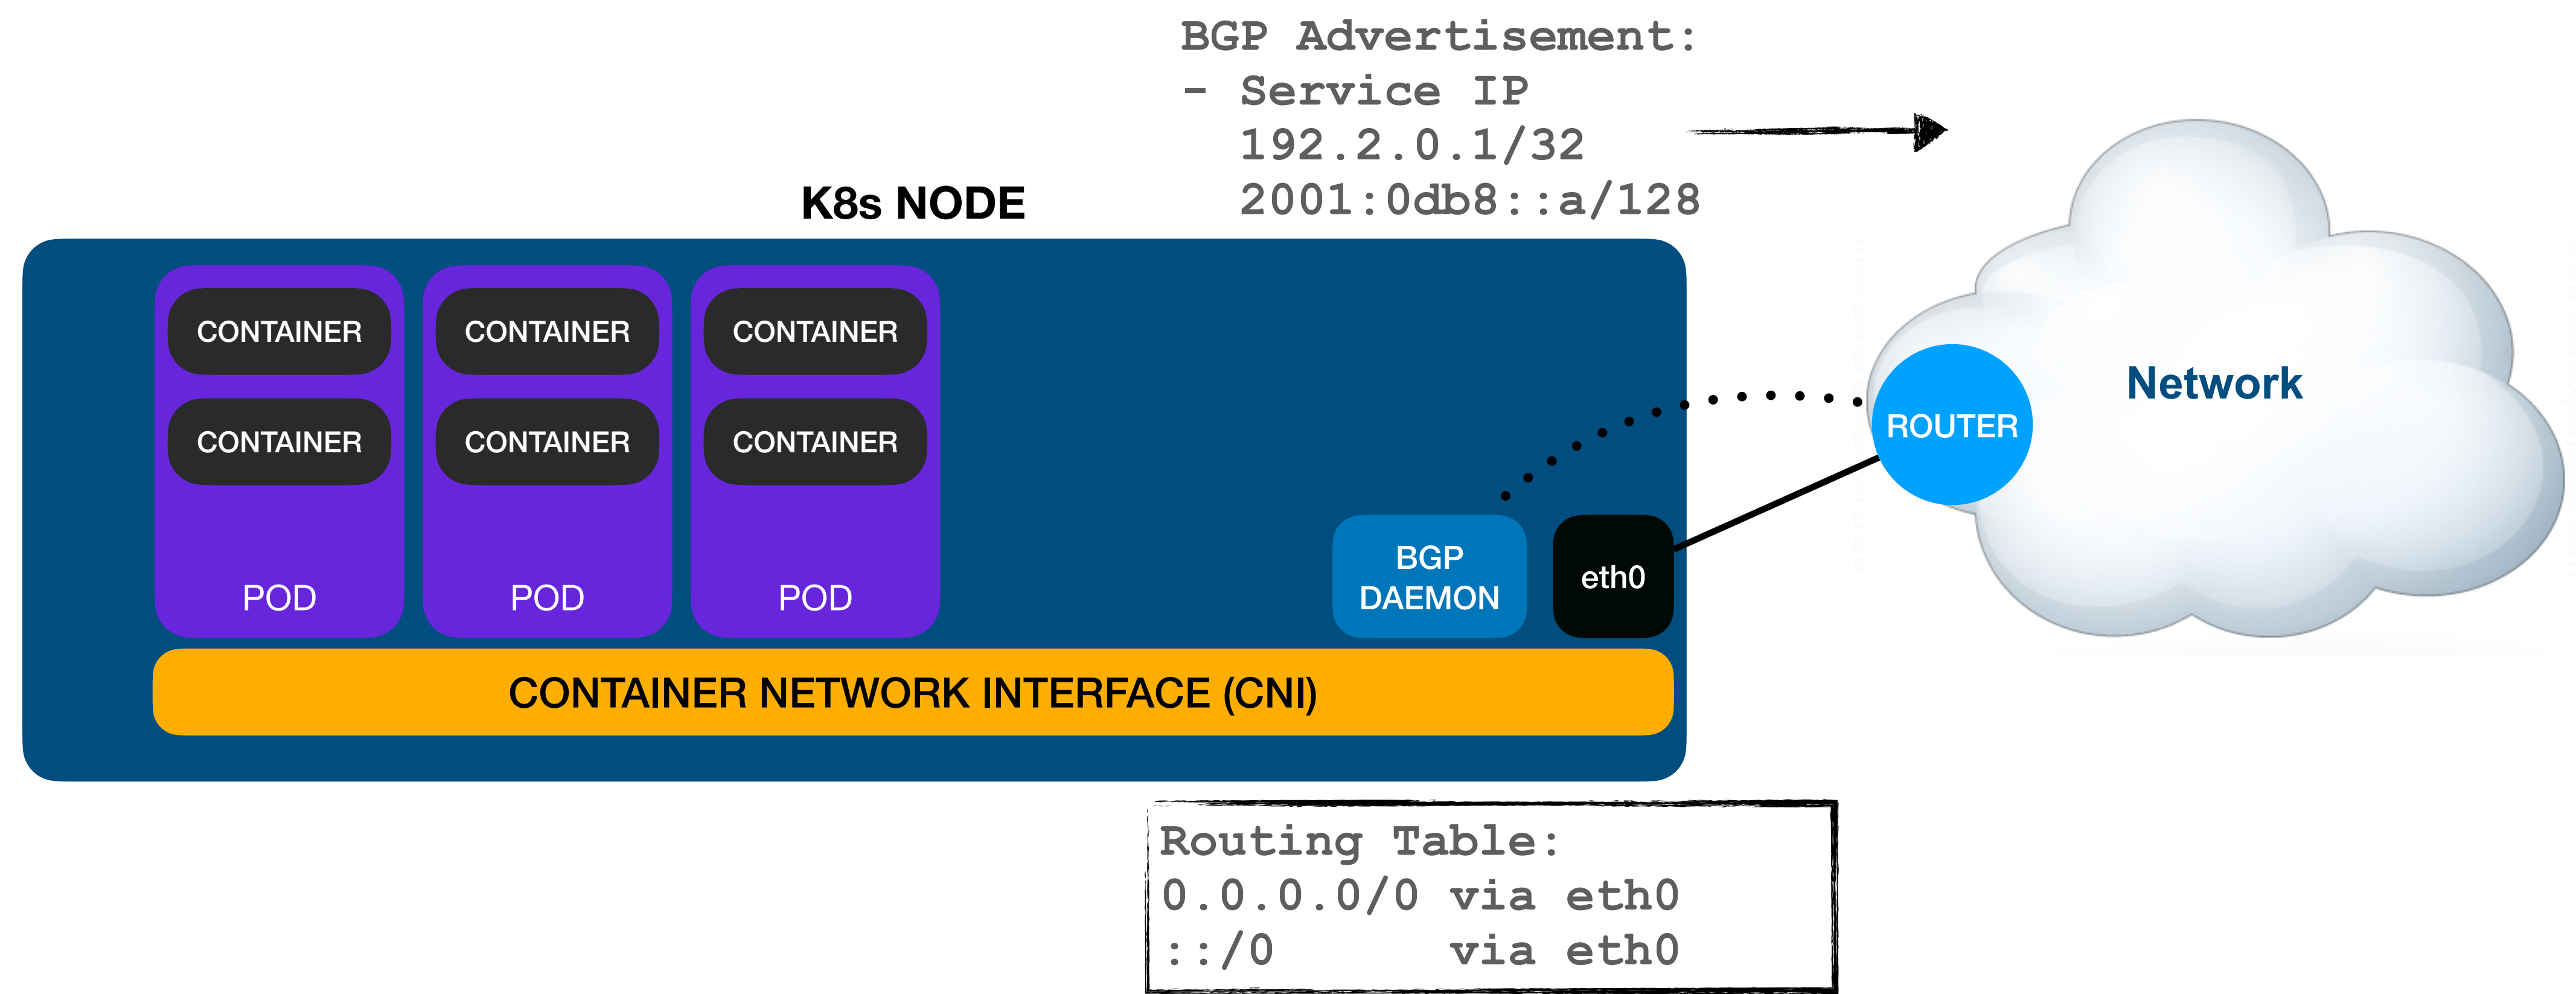 BGP Advertisement:
- Service IP
192.2.0.1/32
2001:0db8::a/128
K8s NODE
CONTAINER CONTAINER CONTAINER
CONTAINER CONTAINER CONTAINER
POD POD POD
BGP
DAEMON
eth0
ROUTER
Network
CONTAINER NETWORK INTERFACE (CNI)
Routing Table:
0.0.0.0/0 via eth0
::/0 via eth0